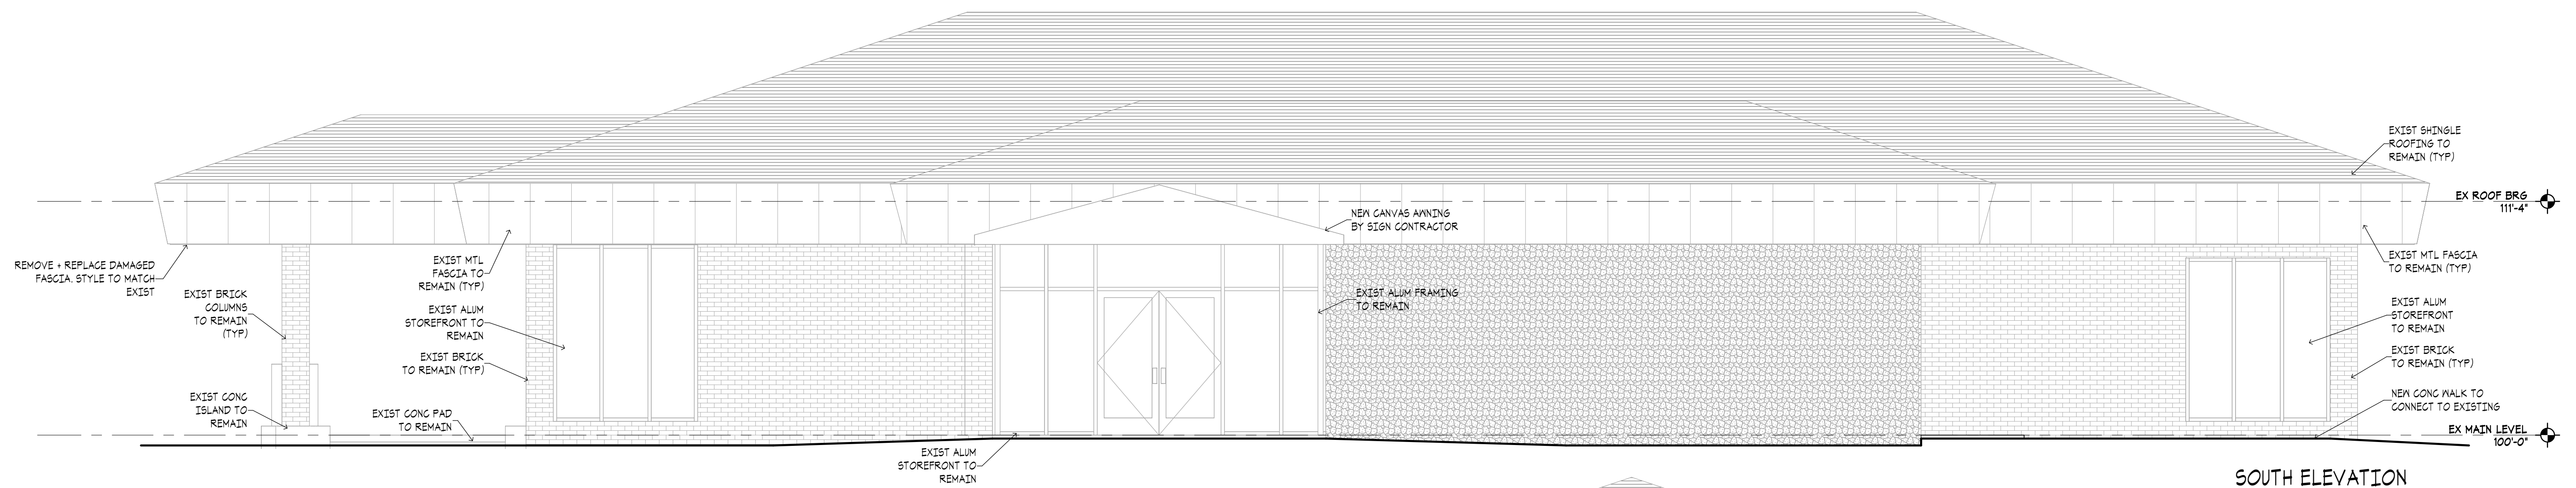 EXIST SHINGLE
ROOFING TO
REMAIN (TYP)
EX ROOF BRG
111'-4"
NEW CANVAS AWNING
BY SIGN CONTRACTOR
REMOVE + REPLACE DAMAGED
FASCIA. STYLE TO MATCH
EXIST
EXIST MTL
FASCIA TO
REMAIN (TYP)
EXIST MTL FASCIA
TO REMAIN (TYP)
EXIST BRICK
COLUMNS
TO REMAIN
(TYP)
EXIST ALUM
STOREFRONT TO
REMAIN
EXIST ALUM FRAMING
TO REMAIN
EXIST ALUM
STOREFRONT
TO REMAIN
EXIST BRICK
TO REMAIN (TYP)
EXIST BRICK
TO REMAIN (TYP)
EXIST CONC
ISLAND TO
REMAIN
EXIST CONC PAD
TO REMAIN
NEW CONC WALK TO
CONNECT TO EXISTING
EX MAIN LEVEL
100'-0"
EXIST ALUM
STOREFRONT TO
REMAIN
SOUTH ELEVATION